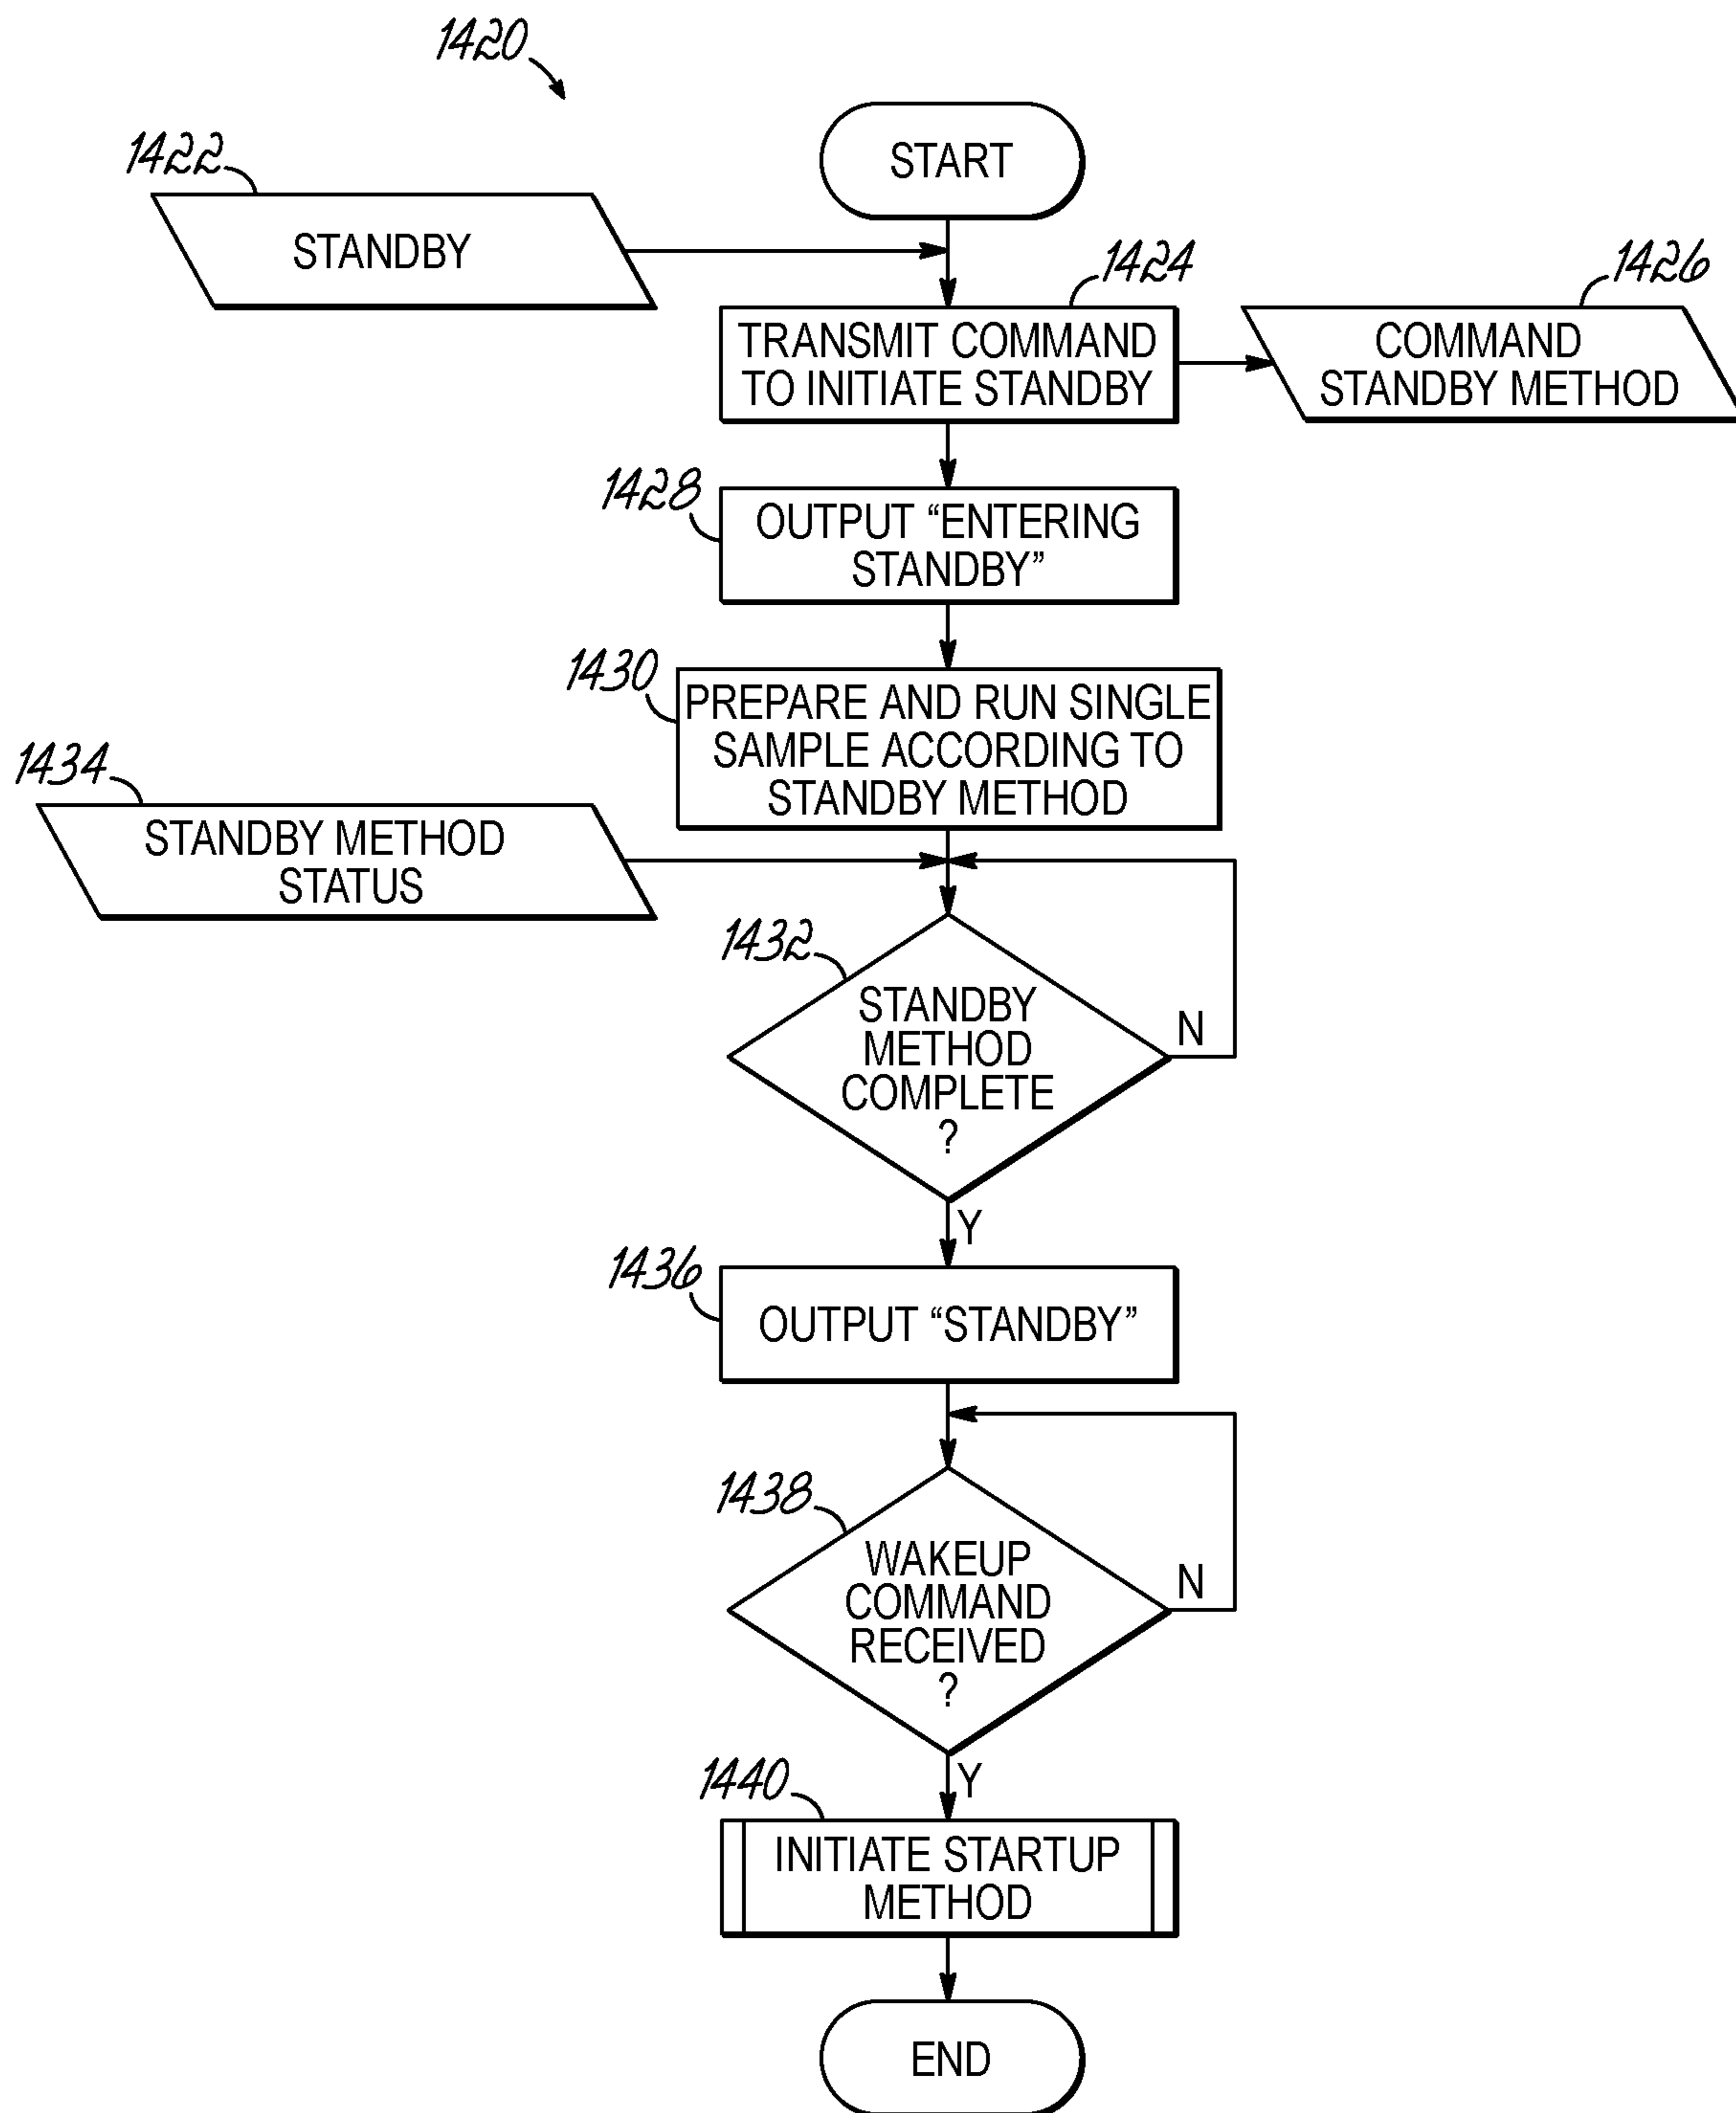 1420
START
1422
STANDBY
1424
TRANSMIT COMMAND
TO INITIATE STANDBY
1426
COMMAND
STANDBY METHOD
1428
OUTPUT “ENTERING
STANDBY”
1430
PREPARE AND RUN SINGLE
SAMPLE ACCORDING TO
STANDBY METHOD
1434
STANDBY METHOD
STATUS
1432
STANDBY
METHOD
COMPLETE
?
N
Y
1436
OUTPUT “STANDBY”
1438
WAKEUP
COMMAND
RECEIVED
?
N
Y
1440
INITIATE STARTUP
METHOD
END